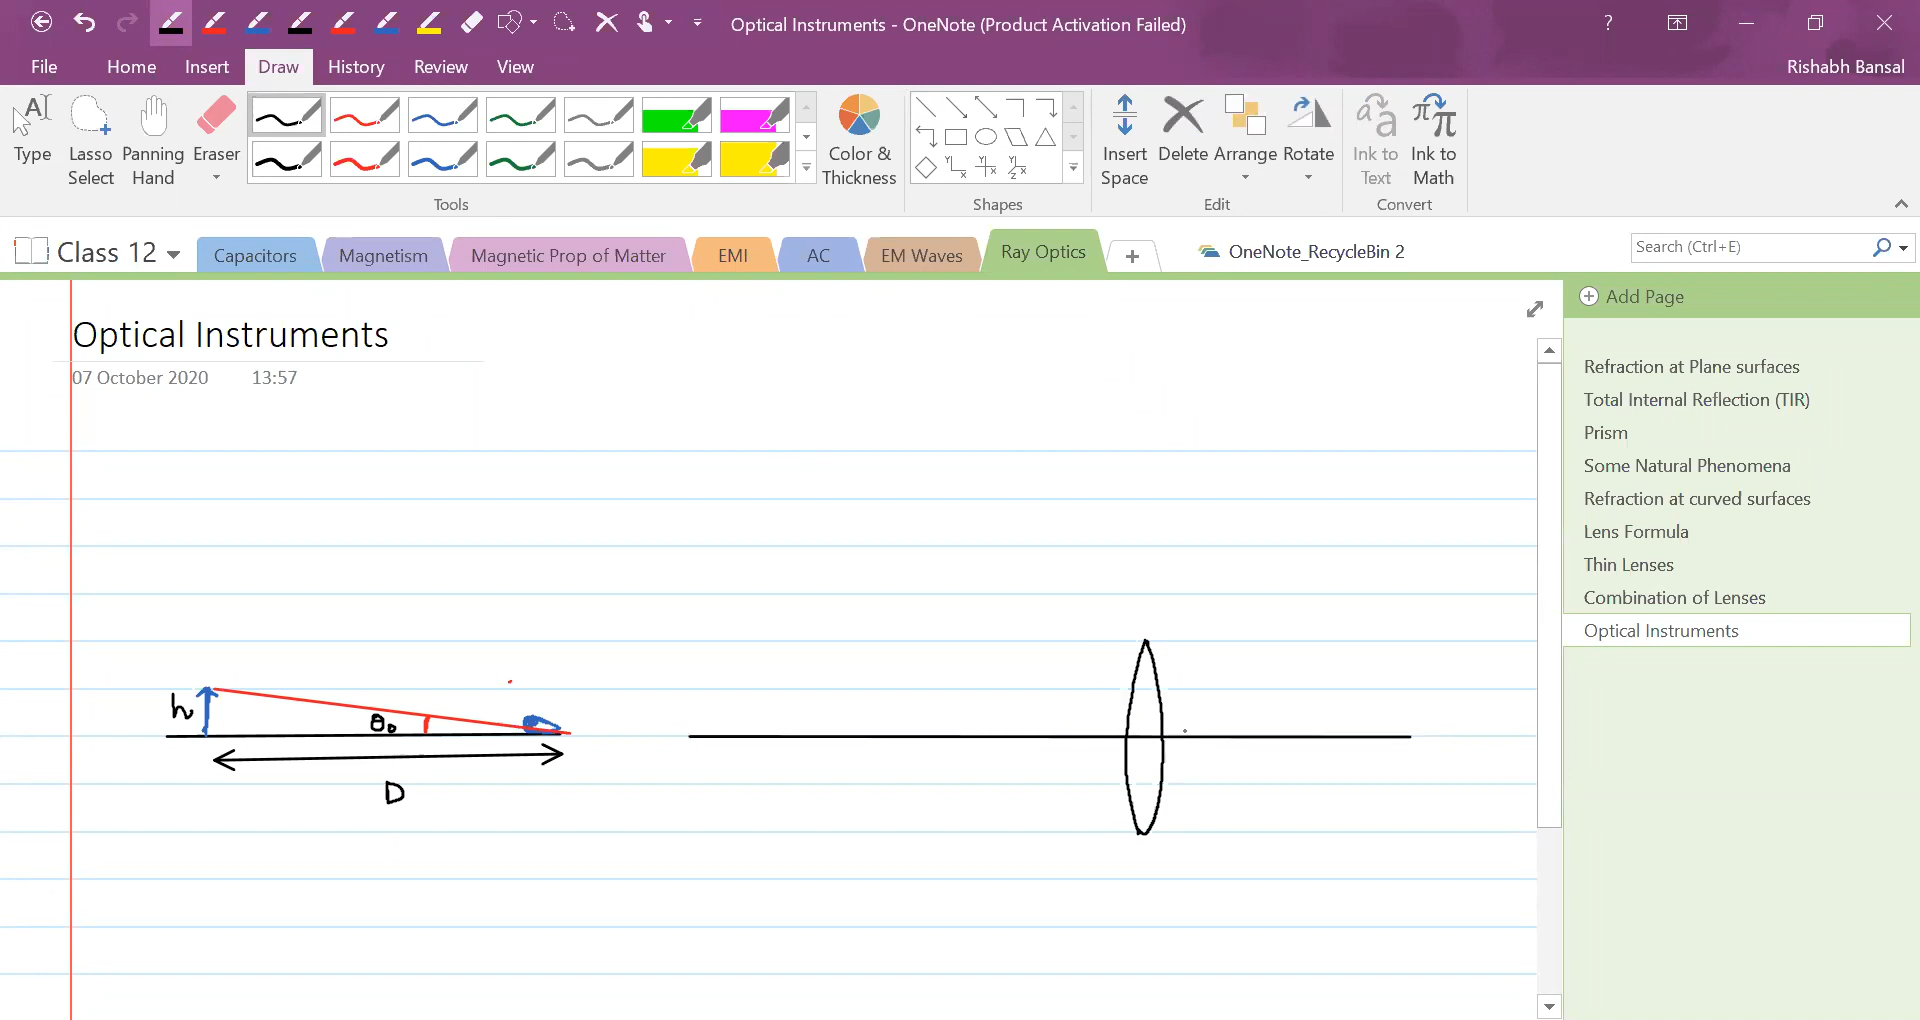 Optical Instruments - OneNote (Product Activation Failed)
?
File Home Insert Draw History Review View
Rishabh Bansal
Type
Lasso Select
Panning Hand
Eraser
Color & Thickness
Insert Space
Delete
Arrange
Rotate
Ink to Text
Ink to Math
Tools
Shapes
Edit
Convert
Class 12
Capacitors
Magnetism
Magnetic Prop of Matter
EMI
AC
EM Waves
Ray Optics
OneNote_RecycleBin 2
Search (Ctrl+E)
Add Page
Optical Instruments
07 October 2020 13:57
Refraction at Plane surfaces
Total Internal Reflection (TIR)
Prism
Some Natural Phenomena
Refraction at curved surfaces
Lens Formula
Thin Lenses
Combination of Lenses
Optical Instruments
h
θ₀
D